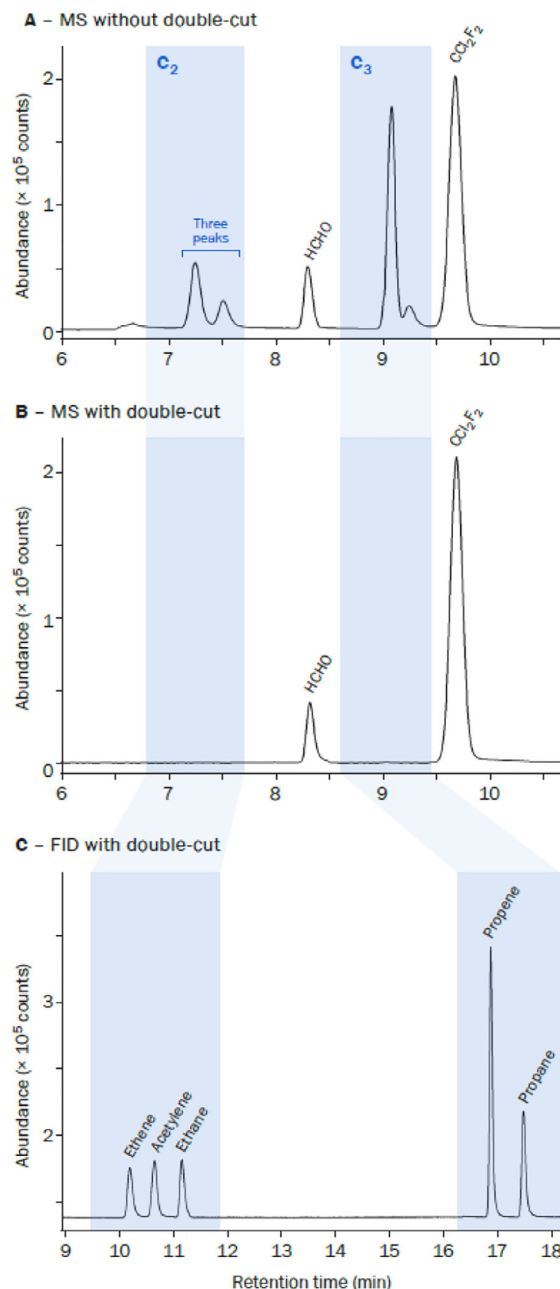 A – MS without double-cut
C₂
C₃
CCl₂F₂
Three
peaks
HCHO
Abundance (× 10⁵ counts)
2
1
0
6 7 8 9 10
B – MS with double-cut
CCl₂F₂
HCHO
Abundance (× 10⁵ counts)
2
1
0
6 7 8 9 10
C – FID with double-cut
Propene
Propane
Ethene
Acetylene
Ethane
Abundance (× 10⁵ counts)
3
2
9 10 11 12 13 14 15 16 17 18
Retention time (min)